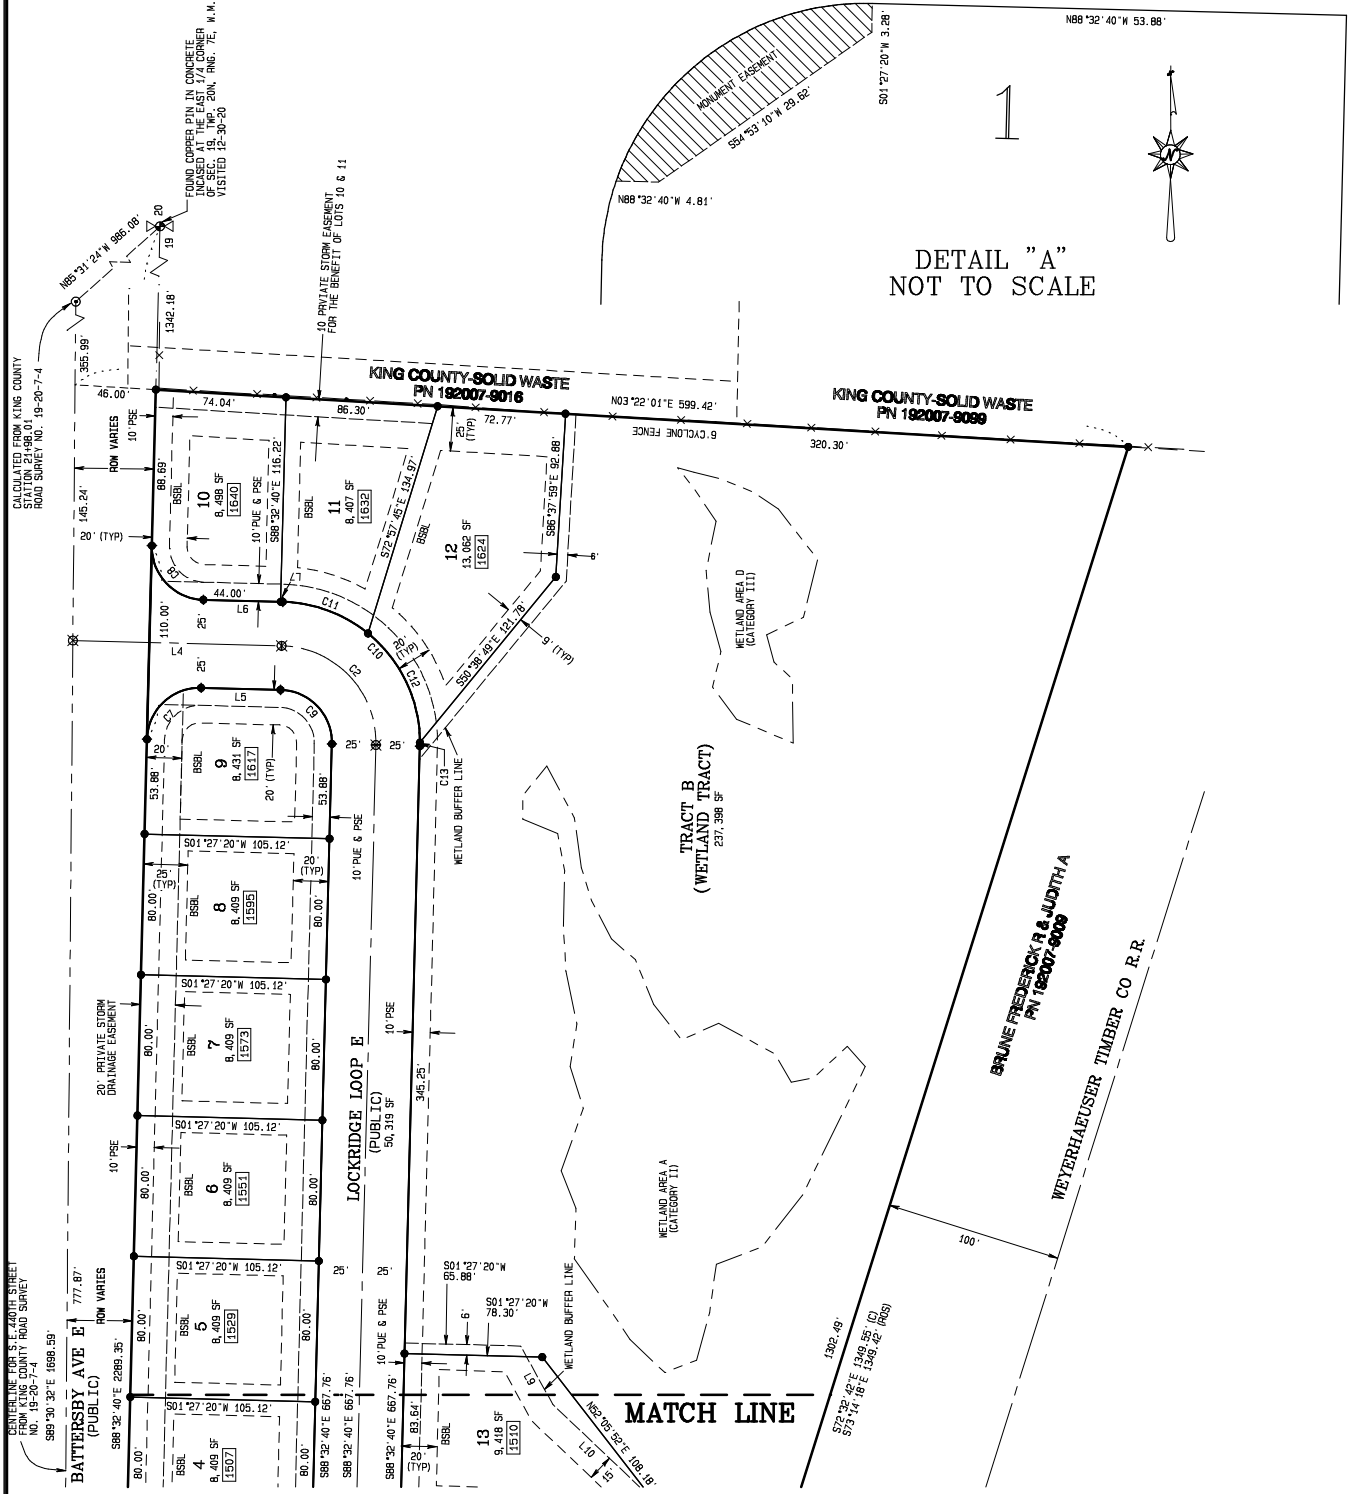 FOUND COPPER PIN IN CONCRETE
INCASED AT THE EAST 1/4 CORNER
OF SEC. 19, TWP. 20N, RNG. 7E, W.M.
VISITED 12-30-20
N88°32'40"W 53.88'
S01°27'20"W 3.28'
MONUMENT EASEMENT
S54°53'10"W 29.62'
N88°32'40"W 4.81'
1
N
DETAIL "A"
NOT TO SCALE
N85°31'24"W 986.08'
20
19
1342.18'
355.99'
CALCULATED FROM KING COUNTY
STATION 21+98.01
ROAD SURVEY NO. 19-20-7-4
10 PRVIATE STORM EASEMENT
FOR THE BENEFIT OF LOTS 10 & 11
KING COUNTY-SOLID WASTE
PN 192007-9016
KING COUNTY-SOLID WASTE
PN 192007-9099
46.00'
74.04'
86.30'
72.77'
N03°22'01"E 599.42'
6' CYCLONE FENCE
320.30'
10' PSE
ROW VARIES
88.69'
145.24'
20' (TYP)
BSBL
10
8,498 SF
1640
10' PUE & PSE
S88°32'40"E 116.22'
BSBL
11
8,407 SF
1632
S72°57'45"E 134.97'
25'
(TYP)
BSBL
12
13,062 SF
1624
S86°37'59"E 92.88'
6'
C8
44.00'
L6
C11
C10
20'
(TYP)
C12
S50°38'49"E 121.78'
9' (TYP)
110.00'
25'
L4
25'
C2
L5
C7
C9
25'
25'
C13
WETLAND BUFFER LINE
WETLAND AREA D
(CATEGORY III)
20'
53.88'
BSBL
9
8,431 SF
1617
20' (TYP)
53.88'
10' PUE & PSE
S01°27'20"W 105.12'
25'
(TYP)
20'
(TYP)
80.00'
BSBL
8
8,409 SF
1595
80.00'
TRACT B
(WETLAND TRACT)
237,398 SF
S01°27'20"W 105.12'
20' PRIVATE STORM
DRAINAGE EASEMENT
80.00'
BSBL
7
8,409 SF
1573
80.00'
LOCKRIDGE LOOP E
(PUBLIC)
50,319 SF
10' PSE
345.25'
BRUNE FREDERICK R & JUDITH A
PN 192007-9009
WEYERHAEUSER TIMBER CO R.R.
S01°27'20"W 105.12'
10' PSE
80.00'
BSBL
6
8,409 SF
1551
80.00'
WETLAND AREA A
(CATEGORY II)
100'
S01°27'20"W 105.12'
25'
25'
S01°27'20"W
65.88'
6'
S01°27'20"W
78.30'
WETLAND BUFFER LINE
777.87'
ROW VARIES
80.00'
BSBL
5
8,409 SF
1529
80.00'
10' PUE & PSE
CENTERLINE FOR S.E. 440TH STREET
FROM KING COUNTY ROAD SURVEY
NO. 19-20-7-4
S89°30'32"E 1698.59'
BATTERSBY AVE E
(PUBLIC)
S88°32'40"E 2289.35'
S01°27'20"W 105.12'
80.00'
BSBL
4
8,409 SF
1507
80.00'
S88°32'40"E 667.76'
S88°32'40"E 667.76'
S88°32'40"E 667.76'
83.64'
20'
(TYP)
BSBL
13
9,418 SF
1510
L9
L10
15'
N52°05'52"E 108.18'
MATCH LINE
1302.49'
S72°32'42"E 1349.55' (C)
S73°14'18"E 1349.42' (ROS)